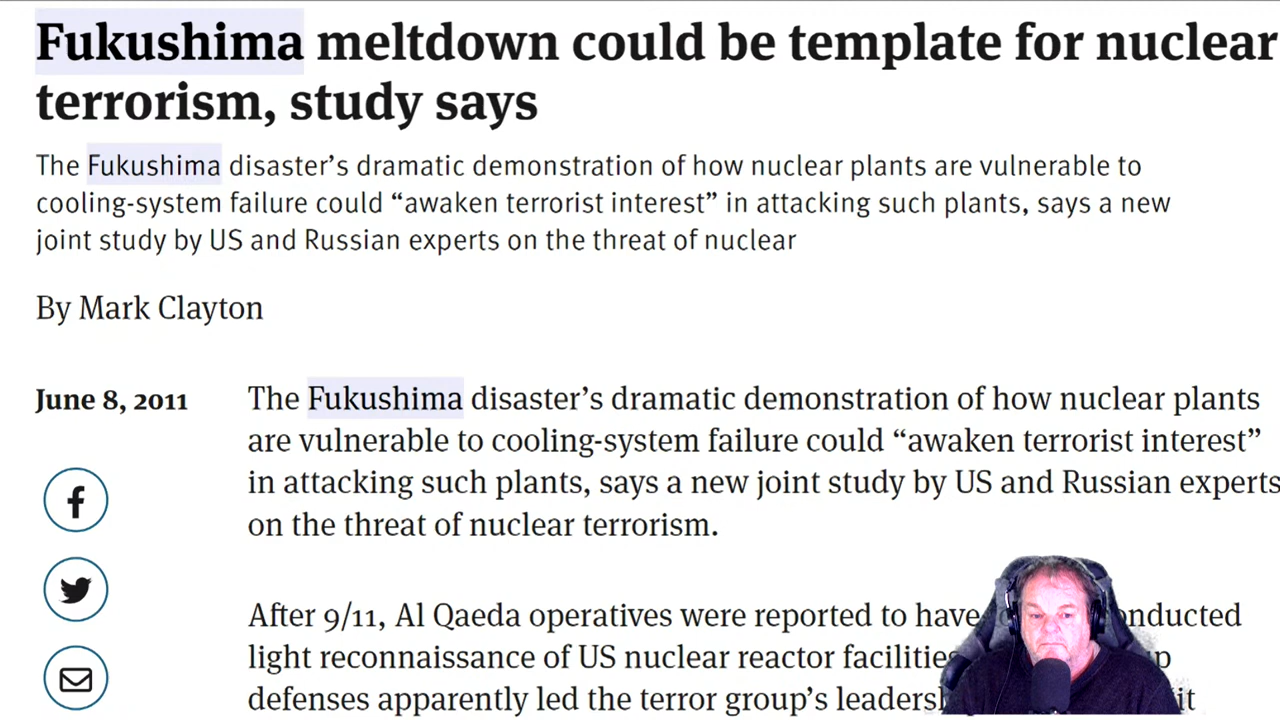 Fukushima meltdown could be template for nuclear
terrorism, study says
The Fukushima disaster’s dramatic demonstration of how nuclear plants are vulnerable to
cooling-system failure could “awaken terrorist interest” in attacking such plants, says a new
joint study by US and Russian experts on the threat of nuclear
By Mark Clayton
June 8, 2011
The Fukushima disaster’s dramatic demonstration of how nuclear plants
are vulnerable to cooling-system failure could “awaken terrorist interest”
in attacking such plants, says a new joint study by US and Russian experts
on the threat of nuclear terrorism.
After 9/11, Al Qaeda operatives were reported to have
light reconnaissance of US nuclear reactor facilities
defenses apparently led the terror group’s it